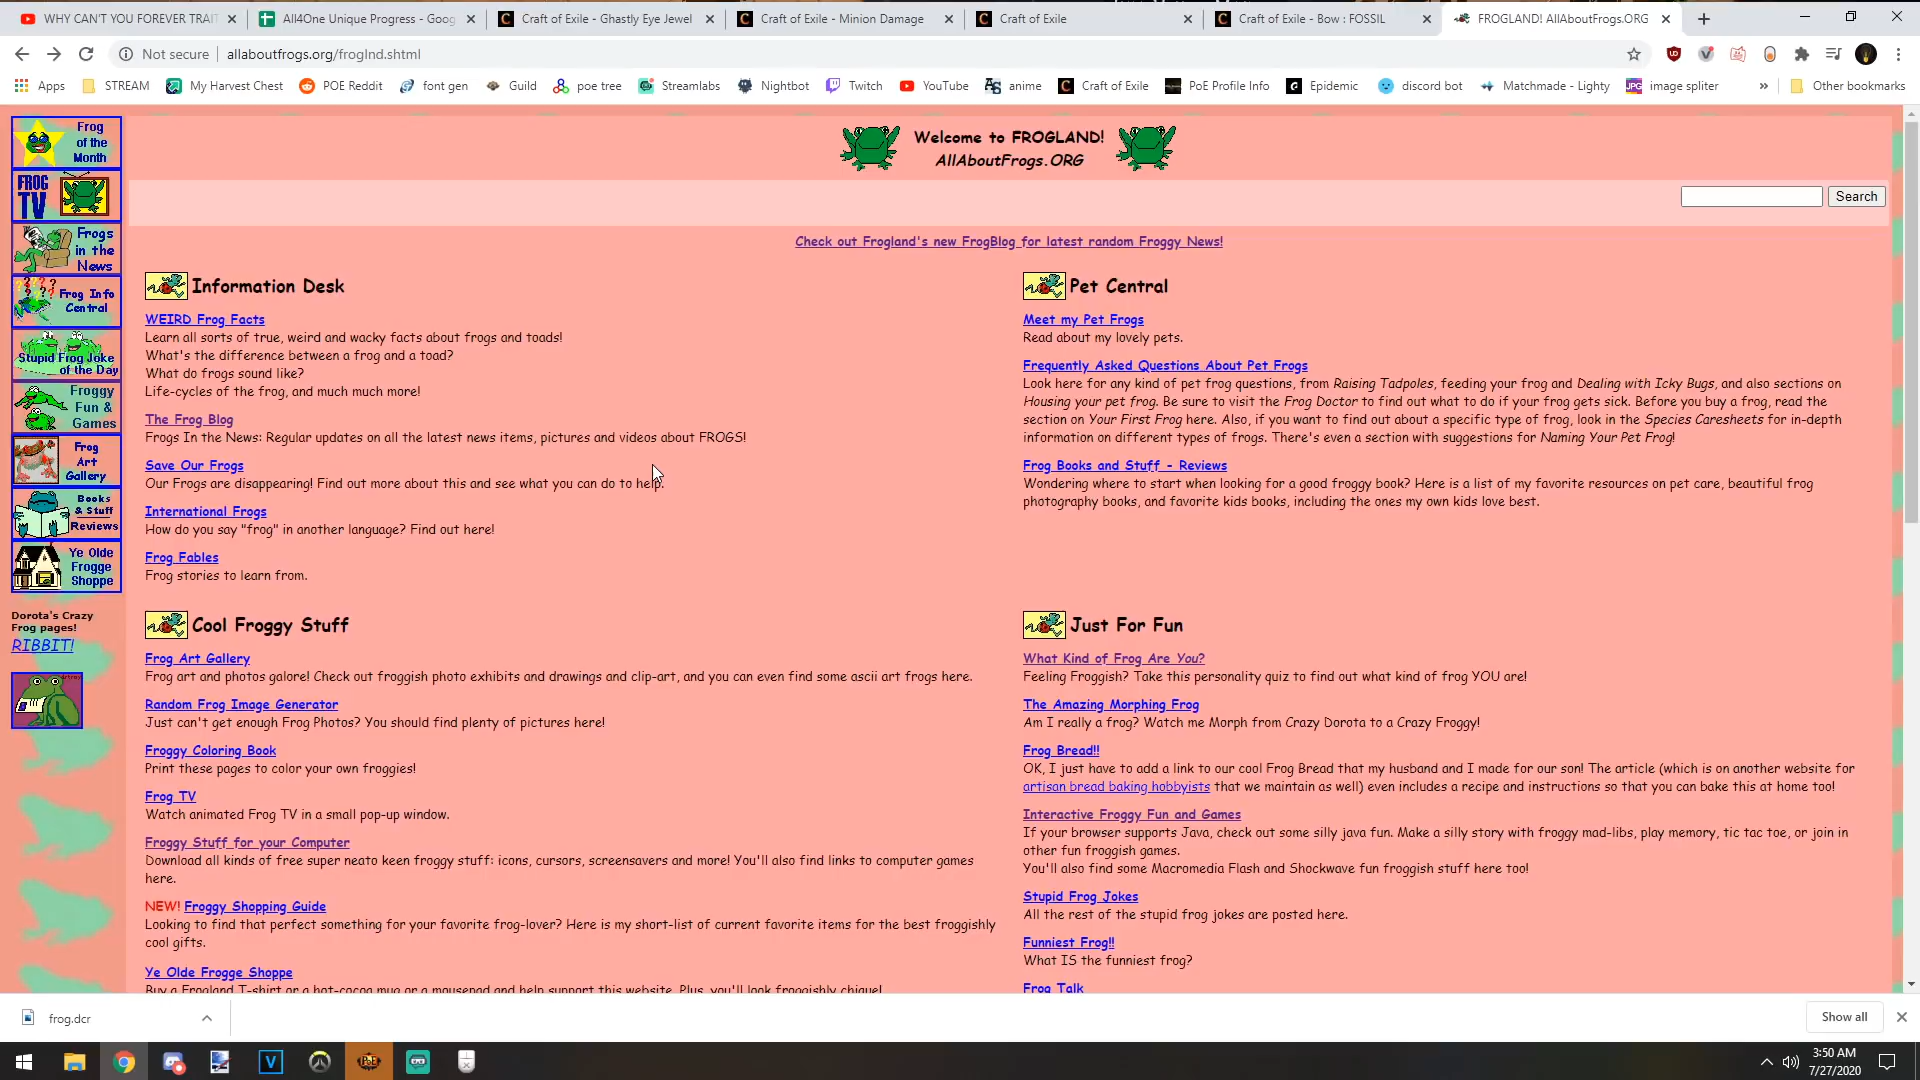 WHY CAN'T YOU FOREVER TRAI
All4One Unique Progress - Goog
Craft of Exile - Ghastly Eye Jewel
Craft of Exile - Minion Damage
Craft of Exile
Craft of Exile - Bow : FOSSIL
FROGLAND! AllAboutFrogs.ORG
Not secure
allaboutfrogs.org/froglnd.shtml
Apps
STREAM
My Harvest Chest
POE Reddit
font gen
Guild
poe tree
Streamlabs
Nightbot
Twitch
YouTube
anime
Craft of Exile
PoE Profile Info
Epidemic
discord bot
Matchmade - Lighty
image spliter
Other bookmarks
Frog
of the
Month
FROG
TV
Frogs
in the
News
Frog Info
Central
Stupid Frog Joke
of the Day
Froggy
Fun &
Games
Frog
Art
Gallery
Books
& Stuff
Reviews
Ye Olde
Frogge
Shoppe
Dorota's Crazy
Frog pages!
RIBBIT!
Welcome to FROGLAND!
AllAboutFrogs.ORG
Search
Check out Frogland's new FrogBlog for latest random Froggy News!
Information Desk
WEIRD Frog Facts
Learn all sorts of true, weird and wacky facts about frogs and toads!
What's the difference between a frog and a toad?
What do frogs sound like?
Life-cycles of the frog, and much much more!
The Frog Blog
Frogs In the News: Regular updates on all the latest news items, pictures and videos about FROGS!
Save Our Frogs
Our Frogs are disappearing! Find out more about this and see what you can do to help.
International Frogs
How do you say "frog" in another language? Find out here!
Frog Fables
Frog stories to learn from.
Pet Central
Meet my Pet Frogs
Read about my lovely pets.
Frequently Asked Questions About Pet Frogs
Look here for any kind of pet frog questions, from Raising Tadpoles, feeding your frog and Dealing with Icky Bugs, and also sections on
Housing your pet frog. Be sure to visit the Frog Doctor to find out what to do if your frog gets sick. Before you buy a frog, read the
section on Your First Frog here. Also, if you want to find out about a specific type of frog, look in the Species Caresheets for in-depth
information on different types of frogs. There's even a section with suggestions for Naming Your Pet Frog!
Frog Books and Stuff - Reviews
Wondering where to start when looking for a good froggy book? Here is a list of my favorite resources on pet care, beautiful frog
photography books, and favorite kids books, including the ones my own kids love best.
Cool Froggy Stuff
Frog Art Gallery
Frog art and photos galore! Check out froggish photo exhibits and drawings and clip-art, and you can even find some ascii art frogs here.
Random Frog Image Generator
Just can't get enough Frog Photos? You should find plenty of pictures here!
Froggy Coloring Book
Print these pages to color your own froggies!
Frog TV
Watch animated Frog TV in a small pop-up window.
Froggy Stuff for your Computer
Download all kinds of free super neato keen froggy stuff: icons, cursors, screensavers and more! You'll also find links to computer games
here.
NEW! Froggy Shopping Guide
Looking to find that perfect something for your favorite frog-lover? Here is my short-list of current favorite items for the best froggishly
cool gifts.
Ye Olde Frogge Shoppe
Buy a Frogland T-shirt or a hot-cocoa mug or a mousepad and help support this website. Plus, you'll look froggishly chique!
Just For Fun
What Kind of Frog Are You?
Feeling Froggish? Take this personality quiz to find out what kind of frog YOU are!
The Amazing Morphing Frog
Am I really a frog? Watch me Morph from Crazy Dorota to a Crazy Froggy!
Frog Bread!!
OK, I just have to add a link to our cool Frog Bread that my husband and I made for our son! The article (which is on another website for
artisan bread baking hobbyists that we maintain as well) even includes a recipe and instructions so that you can bake this at home too!
Interactive Froggy Fun and Games
If your browser supports Java, check out some silly java fun. Make a silly story with froggy mad-libs, play memory, tic tac toe, or join in
other fun froggish games.
You'll also find some Macromedia Flash and Shockwave fun froggish stuff here too!
Stupid Frog Jokes
All the rest of the stupid frog jokes are posted here.
Funniest Frog!!
What IS the funniest frog?
Frog Talk
frog.dcr
Show all
3:50 AM
7/27/2020